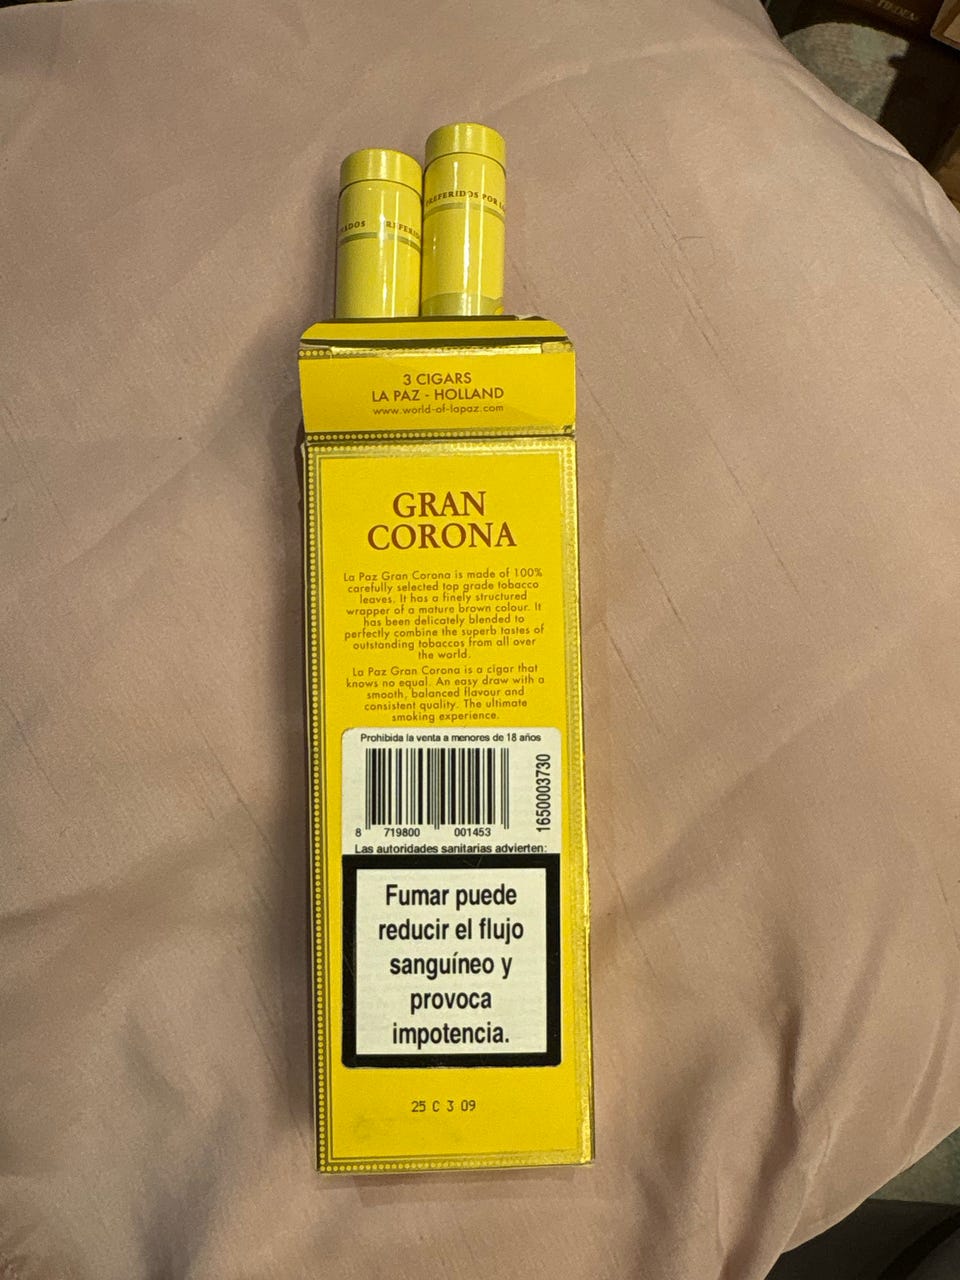 PREFERIDOS POR
3 CIGARS
LA PAZ - HOLLAND
www.world-of-lapaz.com
GRAN
CORONA
La Paz Gran Corona is made of 100%
carefully selected top grade tobacco
leaves. It has a finely structured
wrapper of a mature brown colour. It
has been delicately blended to
perfectly combine the superb tastes of
outstanding tobaccos from all over
the world.
La Paz Gran Corona is a cigar that
knows no equal. An easy draw with a
smooth, balanced flavour and
consistent quality. The ultimate
smoking experience.
Prohibida la venta a menores de 18 años
1650003730
8 719800 001453
Las autoridades sanitarias advierten:
Fumar puede
reducir el flujo
sanguíneo y
provoca
impotencia.
25 C 3 09